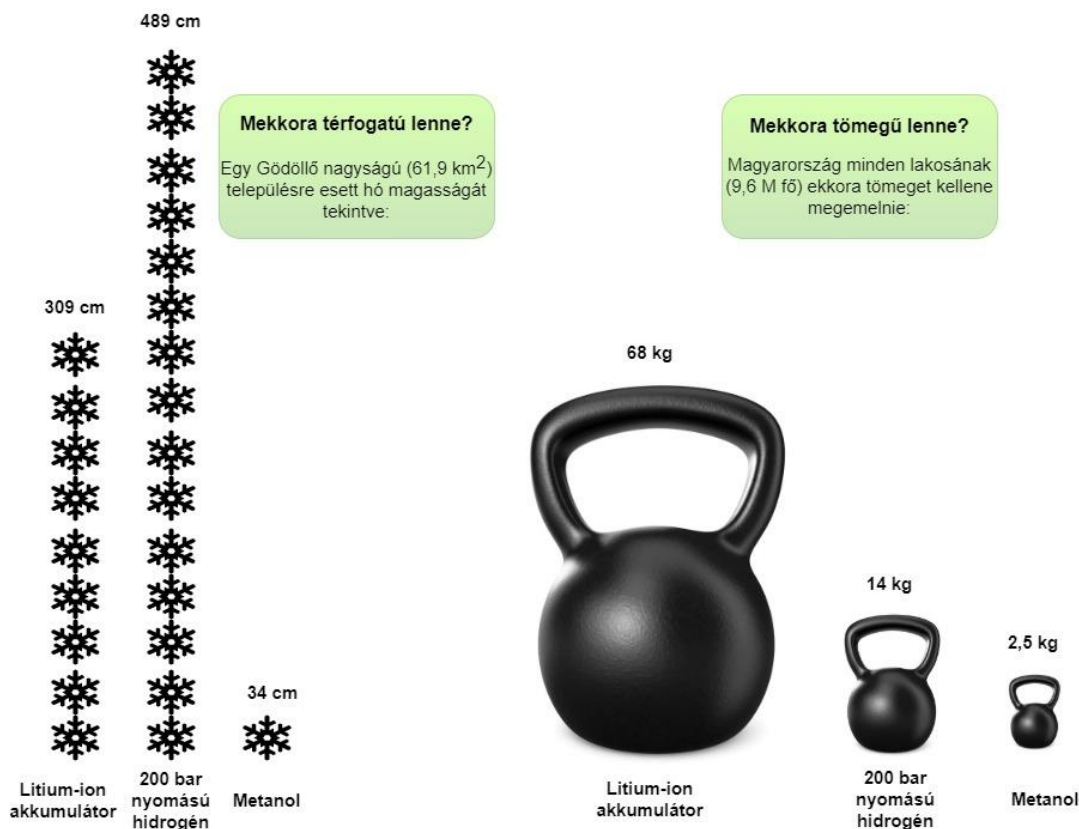 489 cm
Mekkora térfogatú lenne?
Egy Gödöllő nagyságú (61,9 km2)
településre esett hó magasságát
tekintve:
Mekkora tömegű lenne?
Magyarország minden lakosának
(9,6 M fő) ekkora tömeget kellene
megemelnie:
309 cm
68 kg
14 kg
2,5 kg
34 cm
Litium-ion
akkumulátor
200 bar
nyomású
hidrogén
Metanol
Litium-ion
akkumulátor
200 bar
nyomású
hidrogén
Metanol